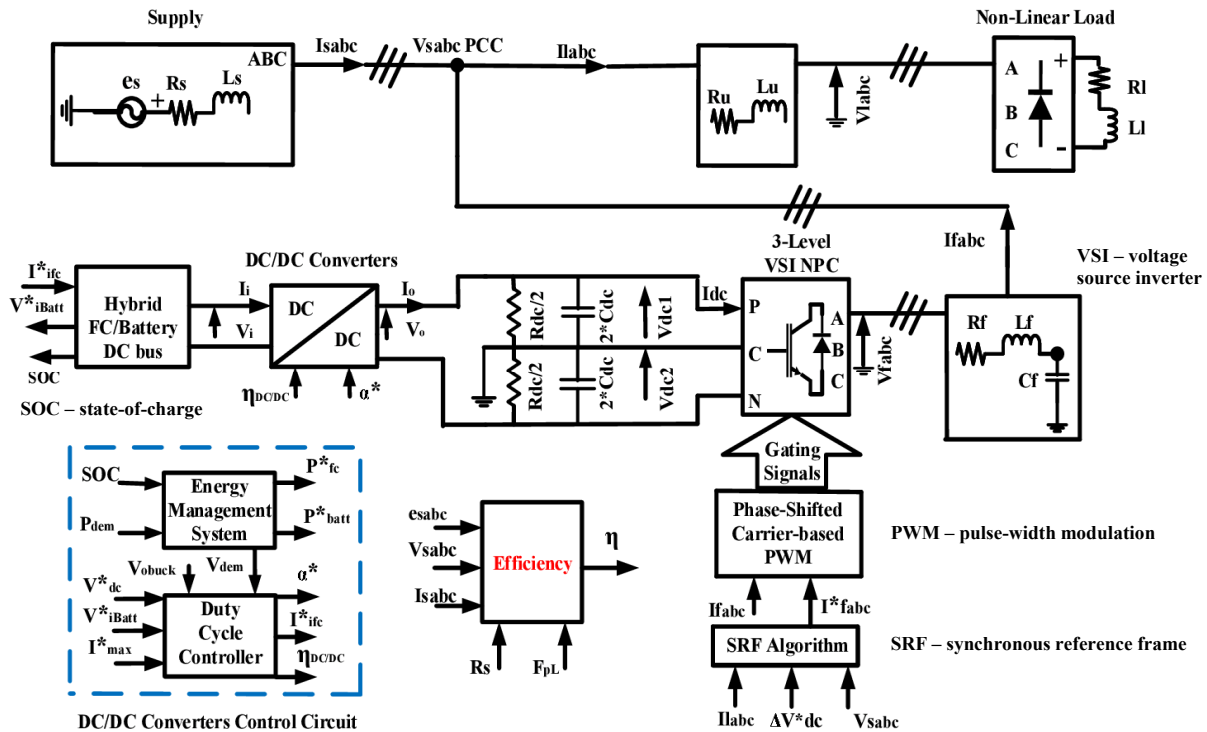 Supply
Non-Linear Load
ABC
Isabc
Vsabc PCC
Ilabc
es
+
Rs
Ls
Ru
Lu
Vlabc
A
B
C
+
-
Rl
Ll
Ifabc
3-Level
VSI NPC
VSI – voltage
source inverter
I*ifc
V*iBatt
SOC
Hybrid
FC/Battery
DC bus
Ii
Vi
DC/DC Converters
DC
DC
ηDC/DC
α*
Io
Vo
Rdc/2
Rdc/2
2*Cdc
2*Cdc
Vdc1
Vdc2
Idc
P
C
N
A
B
C
Vfabc
Rf
Lf
Cf
SOC – state-of-charge
Gating
Signals
SOC
Pdem
Energy
Management
System
P*fc
P*batt
Vobuck
Vdem
V*dc
V*iBatt
I*max
Duty
Cycle
Controller
α*
I*ifc
ηDC/DC
DC/DC Converters Control Circuit
esabc
Vsabc
Isabc
Efficiency
η
Rs
FpL
Phase-Shifted
Carrier-based
PWM
PWM – pulse-width modulation
Ifabc
I*fabc
SRF Algorithm
SRF – synchronous reference frame
Ilabc
ΔV*dc
Vsabc